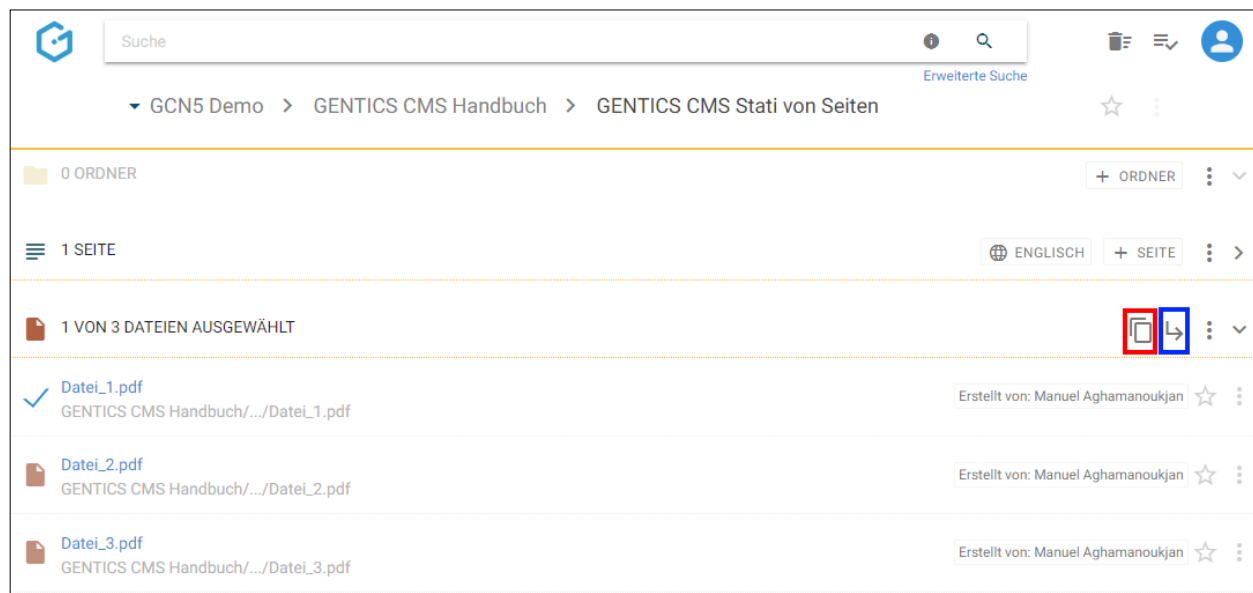 Suche
Erweiterte Suche
GCN5 Demo > GENTICS CMS Handbuch > GENTICS CMS Stati von Seiten
0 ORDNER + ORDNER
1 SEITE ENGLISCH + SEITE
1 VON 3 DATEIEN AUSGEWÄHLT
Datei_1.pdf
GENTICS CMS Handbuch/.../Datei_1.pdf
Erstellt von: Manuel Aghamanoukjan
Datei_2.pdf
GENTICS CMS Handbuch/.../Datei_2.pdf
Erstellt von: Manuel Aghamanoukjan
Datei_3.pdf
GENTICS CMS Handbuch/.../Datei_3.pdf
Erstellt von: Manuel Aghamanoukjan